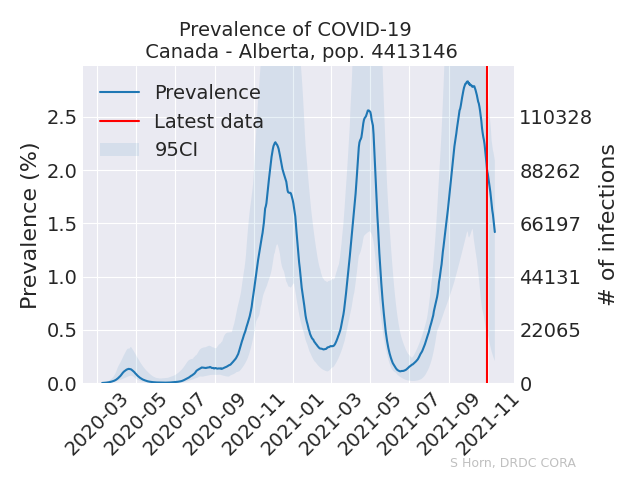 Prevalence of COVID-19
Canada - Alberta, pop. 4413146
Prevalence
Latest data
95CI
Prevalence (%)
2.5
2.0
1.5
1.0
0.5
0.0
110328
88262
66197
44131
22065
0
# of infections
2020-03
2020-05
2020-07
2020-09
2020-11
2021-01
2021-03
2021-05
2021-07
2021-09
2021-11
S Horn, DRDC CORA